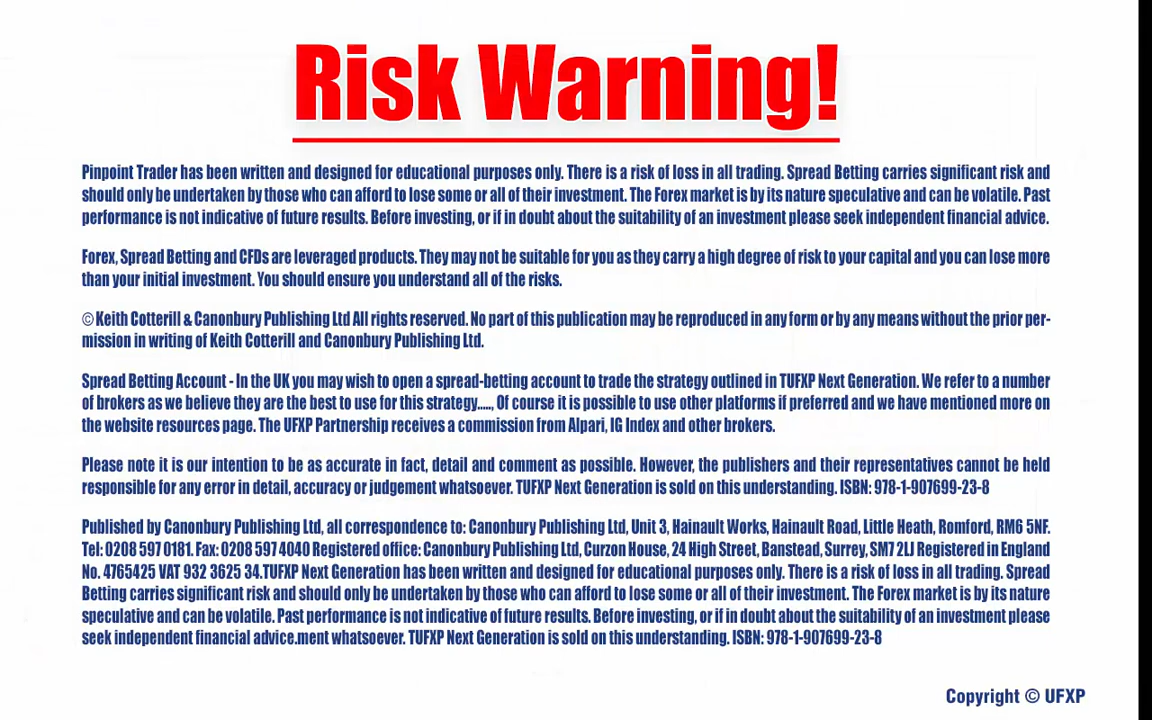 Risk Warning!
Pinpoint Trader has been written and designed for educational purposes only. There is a risk of loss in all trading. Spread Betting carries significant risk and
should only be undertaken by those who can afford to lose some or all of their investment. The Forex market is by its nature speculative and can be volatile. Past
performance is not indicative of future results. Before investing, or if in doubt about the suitability of an investment please seek independent financial advice.
Forex, Spread Betting and CFDs are leveraged products. They may not be suitable for you as they carry a high degree of risk to your capital and you can lose more
than your initial investment. You should ensure you understand all of the risks.
© Keith Cotterill & Canonbury Publishing Ltd All rights reserved. No part of this publication may be reproduced in any form or by any means without the prior per-
mission in writing of Keith Cotterill and Canonbury Publishing Ltd.
Spread Betting Account - In the UK you may wish to open a spread-betting account to trade the strategy outlined in TUFXP Next Generation. We refer to a number
of brokers as we believe they are the best to use for this strategy....., Of course it is possible to use other platforms if preferred and we have mentioned more on
the website resources page. The UFXP Partnership receives a commission from Alpari, IG Index and other brokers.
Please note it is our intention to be as accurate in fact, detail and comment as possible. However, the publishers and their representatives cannot be held
responsible for any error in detail, accuracy or judgement whatsoever. TUFXP Next Generation is sold on this understanding. ISBN: 978-1-907699-23-8
Published by Canonbury Publishing Ltd, all correspondence to: Canonbury Publishing Ltd, Unit 3, Hainault Works, Hainault Road, Little Heath, Romford, RM6 5NF.
Tel: 0208 597 0181. Fax: 0208 597 4040 Registered office: Canonbury Publishing Ltd, Curzon House, 24 High Street, Banstead, Surrey, SM7 2LJ Registered in England
No. 4765425 VAT 932 3625 34.TUFXP Next Generation has been written and designed for educational purposes only. There is a risk of loss in all trading. Spread
Betting carries significant risk and should only be undertaken by those who can afford to lose some or all of their investment. The Forex market is by its nature
speculative and can be volatile. Past performance is not indicative of future results. Before investing, or if in doubt about the suitability of an investment please
seek independent financial advice.ment whatsoever. TUFXP Next Generation is sold on this understanding. ISBN: 978-1-907699-23-8
Copyright © UFXP